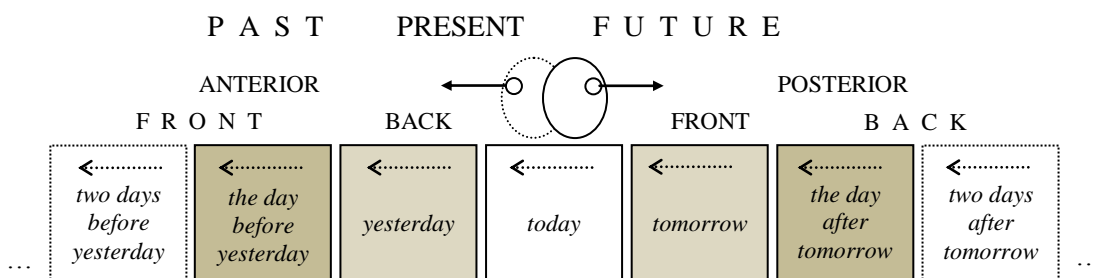 P A S T PRESENT F U T U R E
ANTERIOR POSTERIOR
F R O N T BACK FRONT B A C K
two days
before
yesterday
the day
before
yesterday
yesterday
today
tomorrow
the day
after
tomorrow
two days
after
tomorrow
... ...